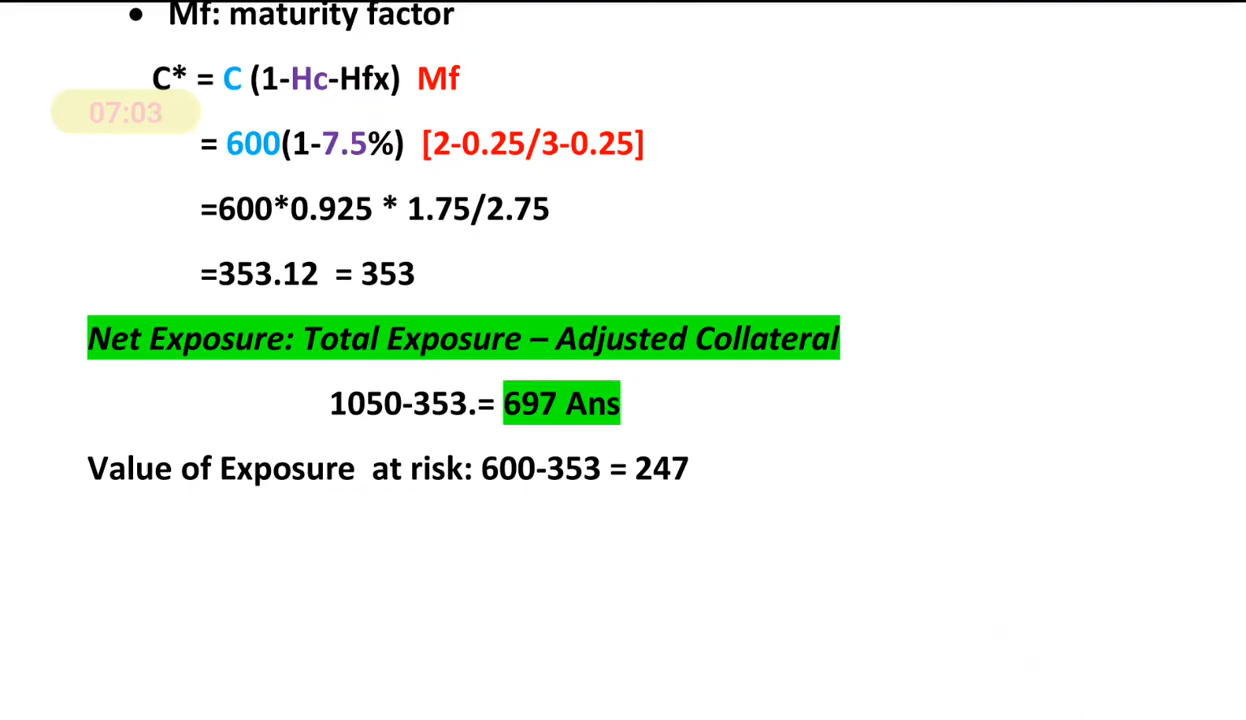 • Mf: maturity factor
C* = C (1-Hc-Hfx) Mf
07:03
= 600(1-7.5%) [2-0.25/3-0.25]
=600*0.925 * 1.75/2.75
=353.12 = 353
Net Exposure: Total Exposure – Adjusted Collateral
1050-353.= 697 Ans
Value of Exposure at risk: 600-353 = 247